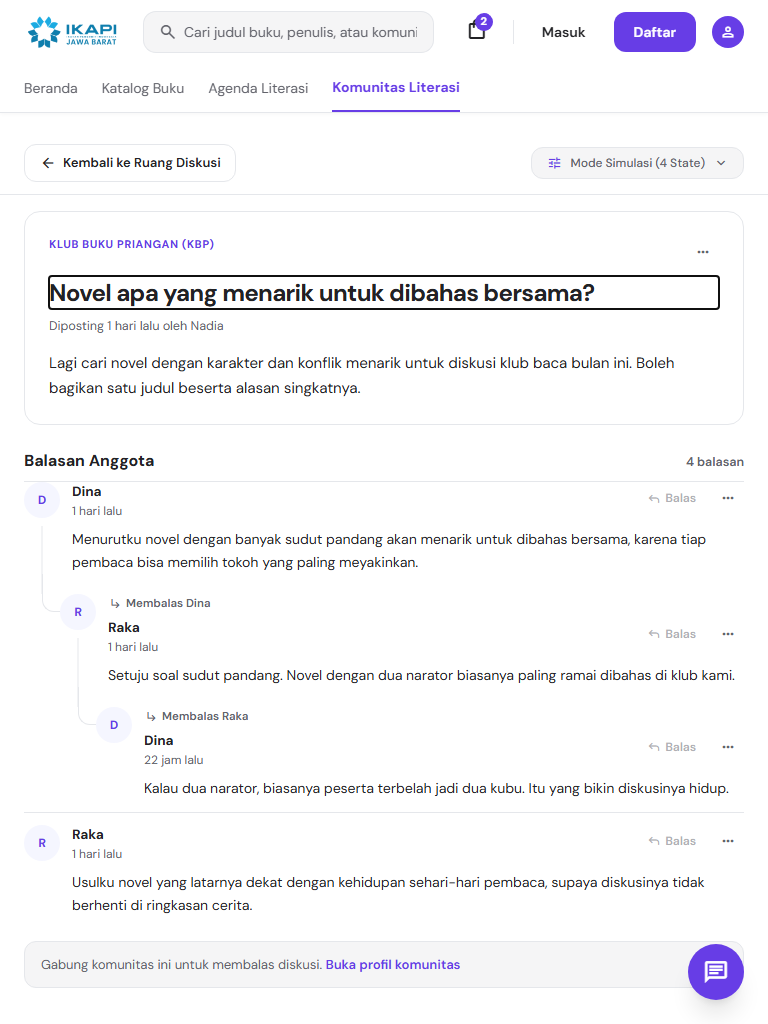 IKAPI
JAWA BARAT
Cari judul buku, penulis, atau komuni
2
Masuk
Daftar
Beranda
Katalog Buku
Agenda Literasi
Komunitas Literasi
Kembali ke Ruang Diskusi
Mode Simulasi (4 State)
KLUB BUKU PRIANGAN (KBP)
Novel apa yang menarik untuk dibahas bersama?
Diposting 1 hari lalu oleh Nadia
Lagi cari novel dengan karakter dan konflik menarik untuk diskusi klub baca bulan ini. Boleh
bagikan satu judul beserta alasan singkatnya.
Balasan Anggota
4 balasan
D
Dina
1 hari lalu
Balas
Menurutku novel dengan banyak sudut pandang akan menarik untuk dibahas bersama, karena tiap
pembaca bisa memilih tokoh yang paling meyakinkan.
R
Membalas Dina
Raka
1 hari lalu
Balas
Setuju soal sudut pandang. Novel dengan dua narator biasanya paling ramai dibahas di klub kami.
D
Membalas Raka
Dina
22 jam lalu
Balas
Kalau dua narator, biasanya peserta terbelah jadi dua kubu. Itu yang bikin diskusinya hidup.
R
Raka
1 hari lalu
Balas
Usulku novel yang latarnya dekat dengan kehidupan sehari-hari pembaca, supaya diskusinya tidak
berhenti di ringkasan cerita.
Gabung komunitas ini untuk membalas diskusi. Buka profil komunitas